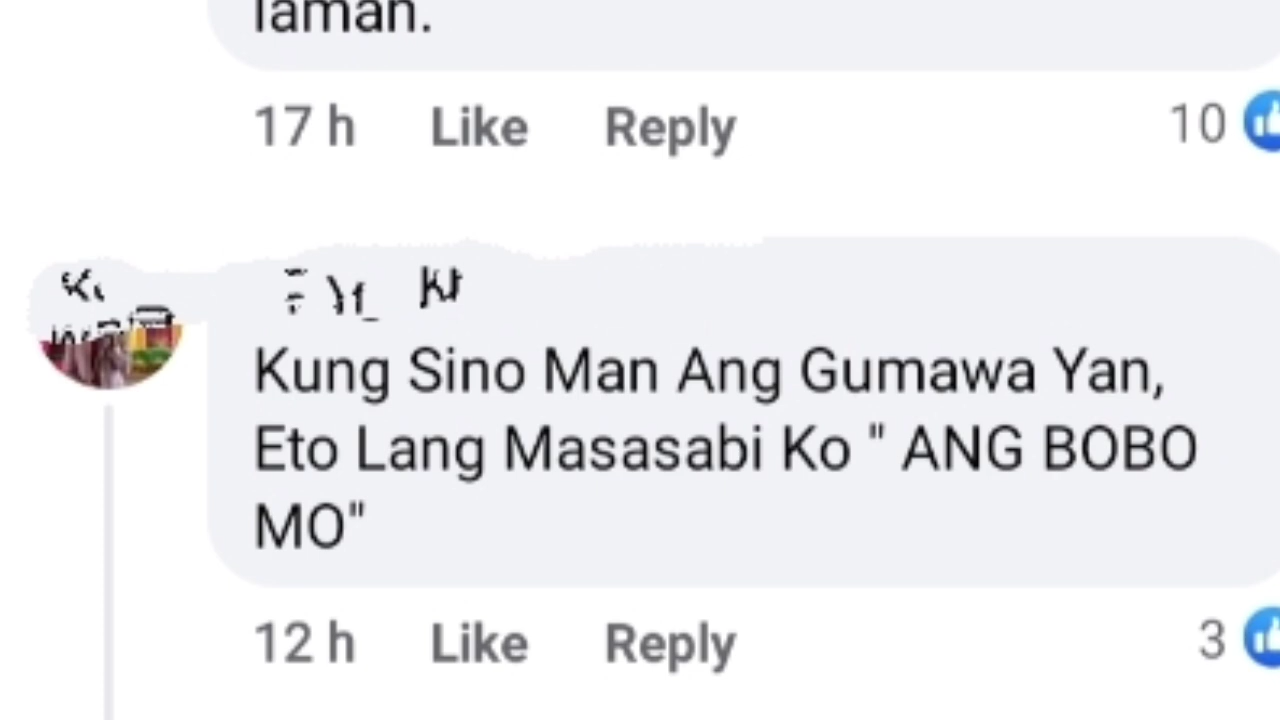 laman.
17 h Like Reply 10
Kung Sino Man Ang Gumawa Yan,
Eto Lang Masasabi Ko " ANG BOBO
MO"
12 h Like Reply 3